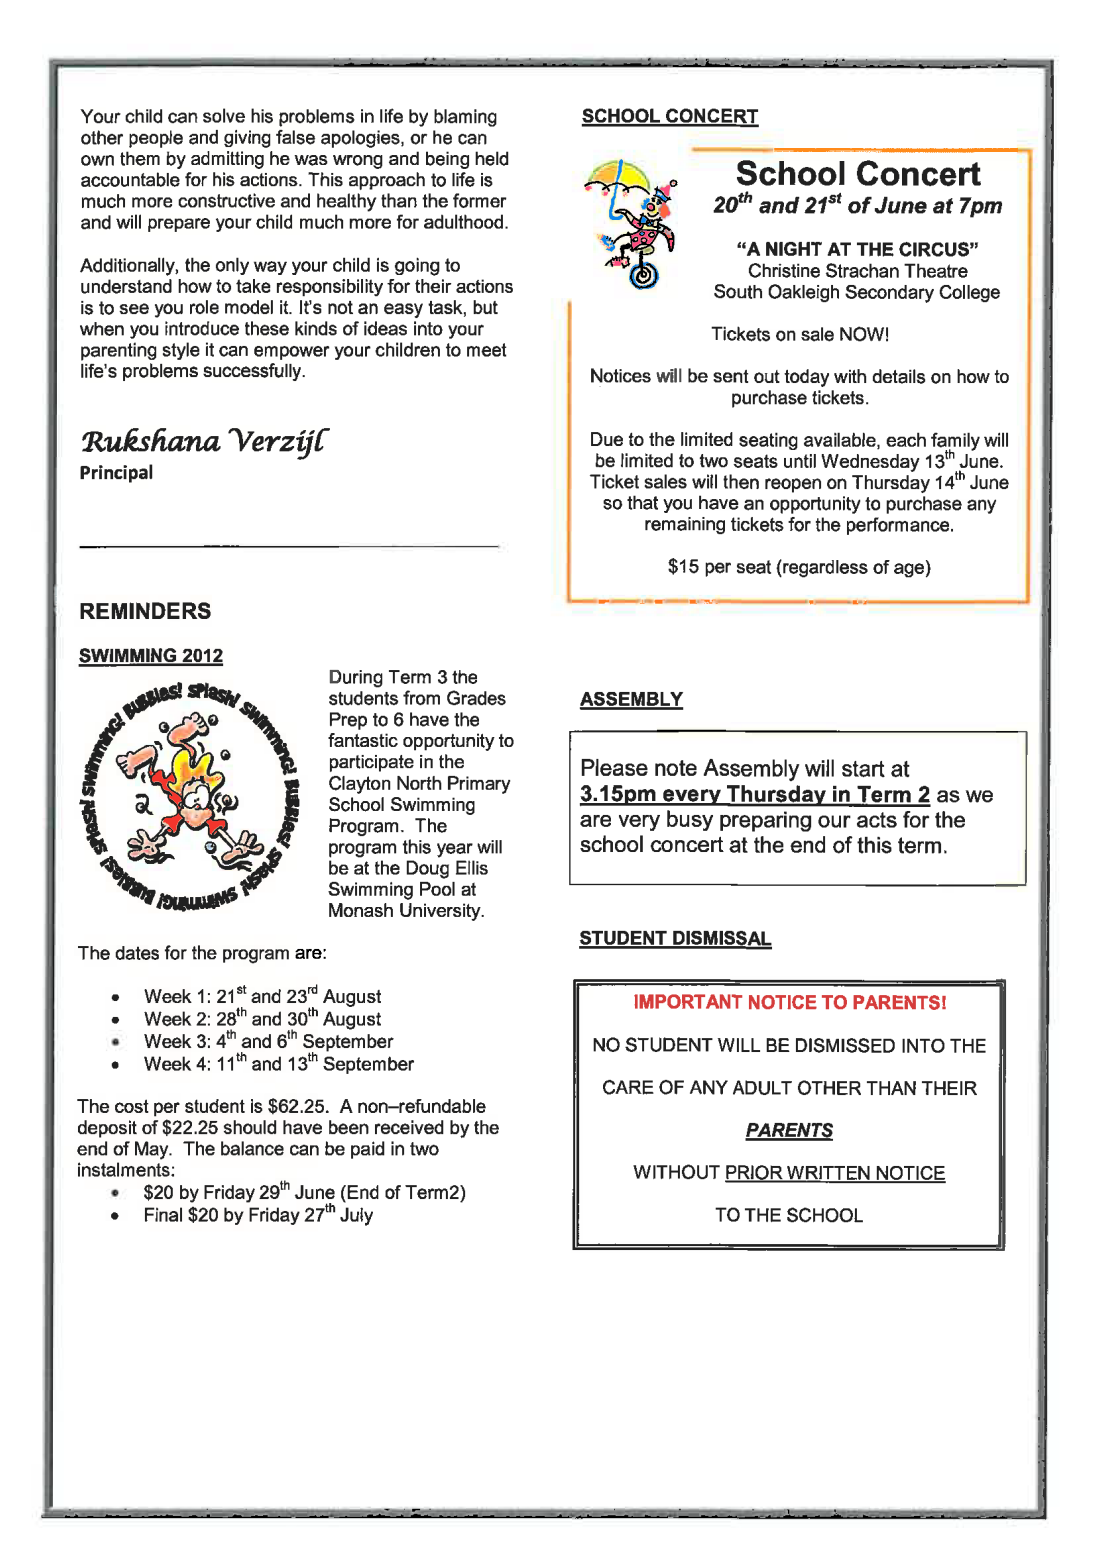 Your child can solve his problems in life by blaming
other people and giving false apologies, or he can
own them by admitting he was wrong and being held
accountable for his actions. This approach to life is
much more constructive and healthy than the former
and will prepare your child much more for adulthood.
Additionally, the only way your child is going to
understand how to take responsibility for their actions
is to see you role model it. It's not an easy task, but
when you introduce these kinds of ideas into your
parenting style it can empower your children to meet
life's problems successfully.
Rukshana Verzijl
Principal
REMINDERS
SWIMMING 2012
Swimming! Bubbles! Splash! Swimming! Bubbles! Splash! Swimming! Bubbles! Splash!
During Term 3 the
students from Grades
Prep to 6 have the
fantastic opportunity to
participate in the
Clayton North Primary
School Swimming
Program. The
program this year will
be at the Doug Ellis
Swimming Pool at
Monash University.
The dates for the program are:
• Week 1: 21st and 23rd August
• Week 2: 28th and 30th August
• Week 3: 4th and 6th September
• Week 4: 11th and 13th September
The cost per student is $62.25. A non–refundable
deposit of $22.25 should have been received by the
end of May. The balance can be paid in two
instalments:
• $20 by Friday 29th June (End of Term2)
• Final $20 by Friday 27th July
SCHOOL CONCERT
School Concert
20th and 21st of June at 7pm
“A NIGHT AT THE CIRCUS”
Christine Strachan Theatre
South Oakleigh Secondary College
Tickets on sale NOW!
Notices will be sent out today with details on how to
purchase tickets.
Due to the limited seating available, each family will
be limited to two seats until Wednesday 13th June.
Ticket sales will then reopen on Thursday 14th June
so that you have an opportunity to purchase any
remaining tickets for the performance.
$15 per seat (regardless of age)
ASSEMBLY
Please note Assembly will start at
3.15pm every Thursday in Term 2 as we
are very busy preparing our acts for the
school concert at the end of this term.
STUDENT DISMISSAL
IMPORTANT NOTICE TO PARENTS!
NO STUDENT WILL BE DISMISSED INTO THE
CARE OF ANY ADULT OTHER THAN THEIR
PARENTS
WITHOUT PRIOR WRITTEN NOTICE
TO THE SCHOOL